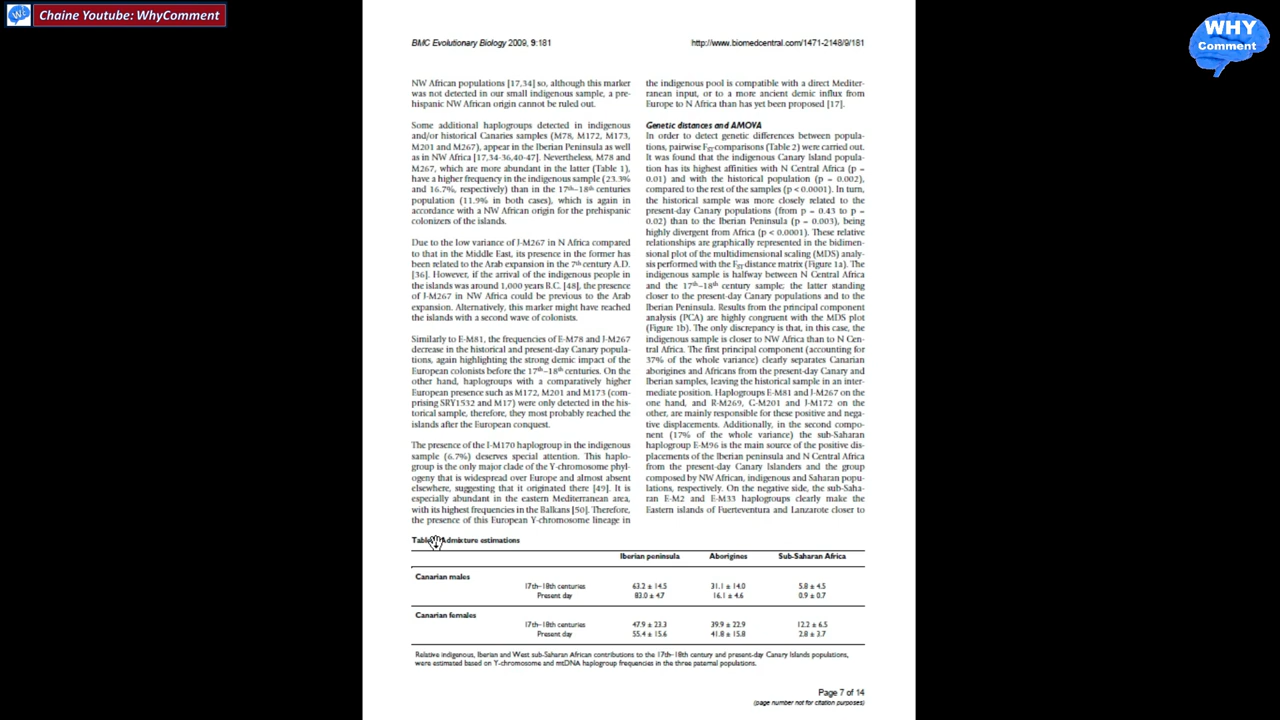 Chaine Youtube: WhyComment
WHY
Comment
BMC Evolutionary Biology 2009, 9:181
http://www.biomedcentral.com/1471-2148/9/181
NW African populations [17,34] so, although this marker
was not detected in our small indigenous sample, a pre-
hispanic NW African origin cannot be ruled out.
Some additional haplogroups detected in indigenous
and/or historical Canaries samples (M78, M172, M173,
M201 and M267), appear in the Iberian Peninsula as well
as in NW Africa [17,34-36,40-47]. Nevertheless, M78 and
M267, which are more abundant in the latter (Table 1),
have a higher frequency in the indigenous sample (23.3%
and 16.7%, respectively) than in the 17th–18th centuries
population (11.9% in both cases), which is again in
accordance with a NW African origin for the prehispanic
colonizers of the islands.
Due to the low variance of J-M267 in N Africa compared
to that in the Middle East, its presence in the former has
been related to the Arab expansion in the 7th century A.D.
[36]. However, if the arrival of the indigenous people in
the islands was around 1,000 years B.C. [48], the presence
of J-M267 in NW Africa could be previous to the Arab
expansion. Alternatively, this marker might have reached
the islands with a second wave of colonists.
Similarly to E-M81, the frequencies of E-M78 and J-M267
decrease in the historical and present-day Canary popula-
tions, again highlighting the strong demic impact of the
European colonists before the 17th–18th centuries. On the
other hand, haplogroups with a comparatively higher
European presence such as M172, M201 and M173 (com-
prising SRY1532 and M17) were only detected in the his-
torical sample, therefore, they most probably reached the
islands after the European conquest.
The presence of the I-M170 haplogroup in the indigenous
sample (6.7%) deserves special attention. This haplo-
group is the only major clade of the Y-chromosome phyl-
ogeny that is widespread over Europe and almost absent
elsewhere, suggesting that it originated there [49]. It is
especially abundant in the eastern Mediterranean area,
with its highest frequencies in the Balkans [50]. Therefore,
the presence of this European Y-chromosome lineage in
the indigenous pool is compatible with a direct Mediter-
ranean input, or to a more ancient demic influx from
Europe to N Africa than has yet been proposed [17].
Genetic distances and AMOVA
In order to detect genetic differences between popula-
tions, pairwise FST comparisons (Table 2) were carried out.
It was found that the indigenous Canary Island popula-
tion has its highest affinities with N Central Africa (p =
0.01) and with the historical population (p = 0.002),
compared to the rest of the samples (p < 0.0001). In turn,
the historical sample was more closely related to the
present-day Canary populations (from p = 0.43 to p =
0.02) than to the Iberian Peninsula (p = 0.003), being
highly divergent from Africa (p < 0.0001). These relative
relationships are graphically represented in the bidimen-
sional plot of the multidimensional scaling (MDS) analy-
sis performed with the FST distance matrix (Figure 1a). The
indigenous sample is halfway between N Central Africa
and the 17th–18th century sample; the latter standing
closer to the present-day Canary populations and to the
Iberian Peninsula. Results from the principal component
analysis (PCA) are highly congruent with the MDS plot
(Figure 1b). The only discrepancy is that, in this case, the
indigenous sample is closer to NW Africa than to N Cen-
tral Africa. The first principal component (accounting for
37% of the whole variance) clearly separates Canarian
aborigines and Africans from the present-day Canary and
Iberian samples, leaving the historical sample in an inter-
mediate position. Haplogroups E-M81 and J-M267 on the
one hand, and R-M269, G-M201 and J-M172 on the
other, are mainly responsible for these positive and nega-
tive displacements. Additionally, in the second compo-
nent (17% of the whole variance) the sub-Saharan
haplogroup E-M96 is the main source of the positive dis-
placements of the Iberian peninsula and N Central Africa
from the present-day Canary Islanders and the group
composed by NW African, indigenous and Saharan popu-
lations, respectively. On the negative side, the sub-Saha-
ran E-M2 and E-M33 haplogroups clearly make the
Eastern islands of Fuerteventura and Lanzarote closer to
Admixture estimations
Iberian peninsula Aborigines Sub-Saharan Africa
Canarian males
17th–18th centuries 63.2 ± 14.5 31.1 ± 14.0 5.8 ± 4.5
Present day 83.0 ± 4.7 16.1 ± 4.6 0.9 ± 0.7
Canarian females
17th–18th centuries 47.9 ± 23.3 39.9 ± 22.9 12.2 ± 6.5
Present day 55.4 ± 15.6 41.8 ± 15.8 2.8 ± 3.7
Relative indigenous, Iberian and West sub-Saharan African contributions to the 17th–18th century and present-day Canary Islands populations,
were estimated based on Y-chromosome and mtDNA haplogroup frequencies in the three paternal populations.
Page 7 of 14
(page number not for citation purposes)